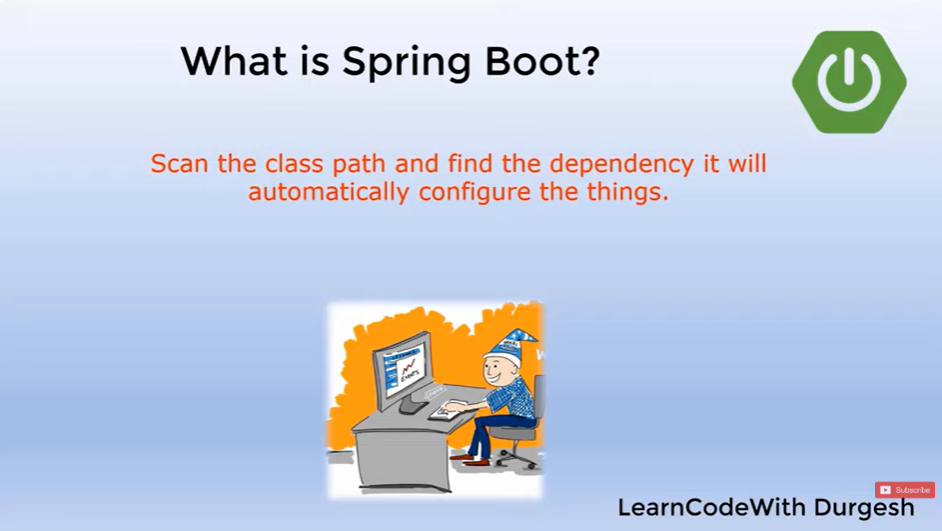 What is Spring Boot?
Scan the class path and find the dependency it will
automatically configure the things.
Subscribe
LearnCodeWith Durgesh